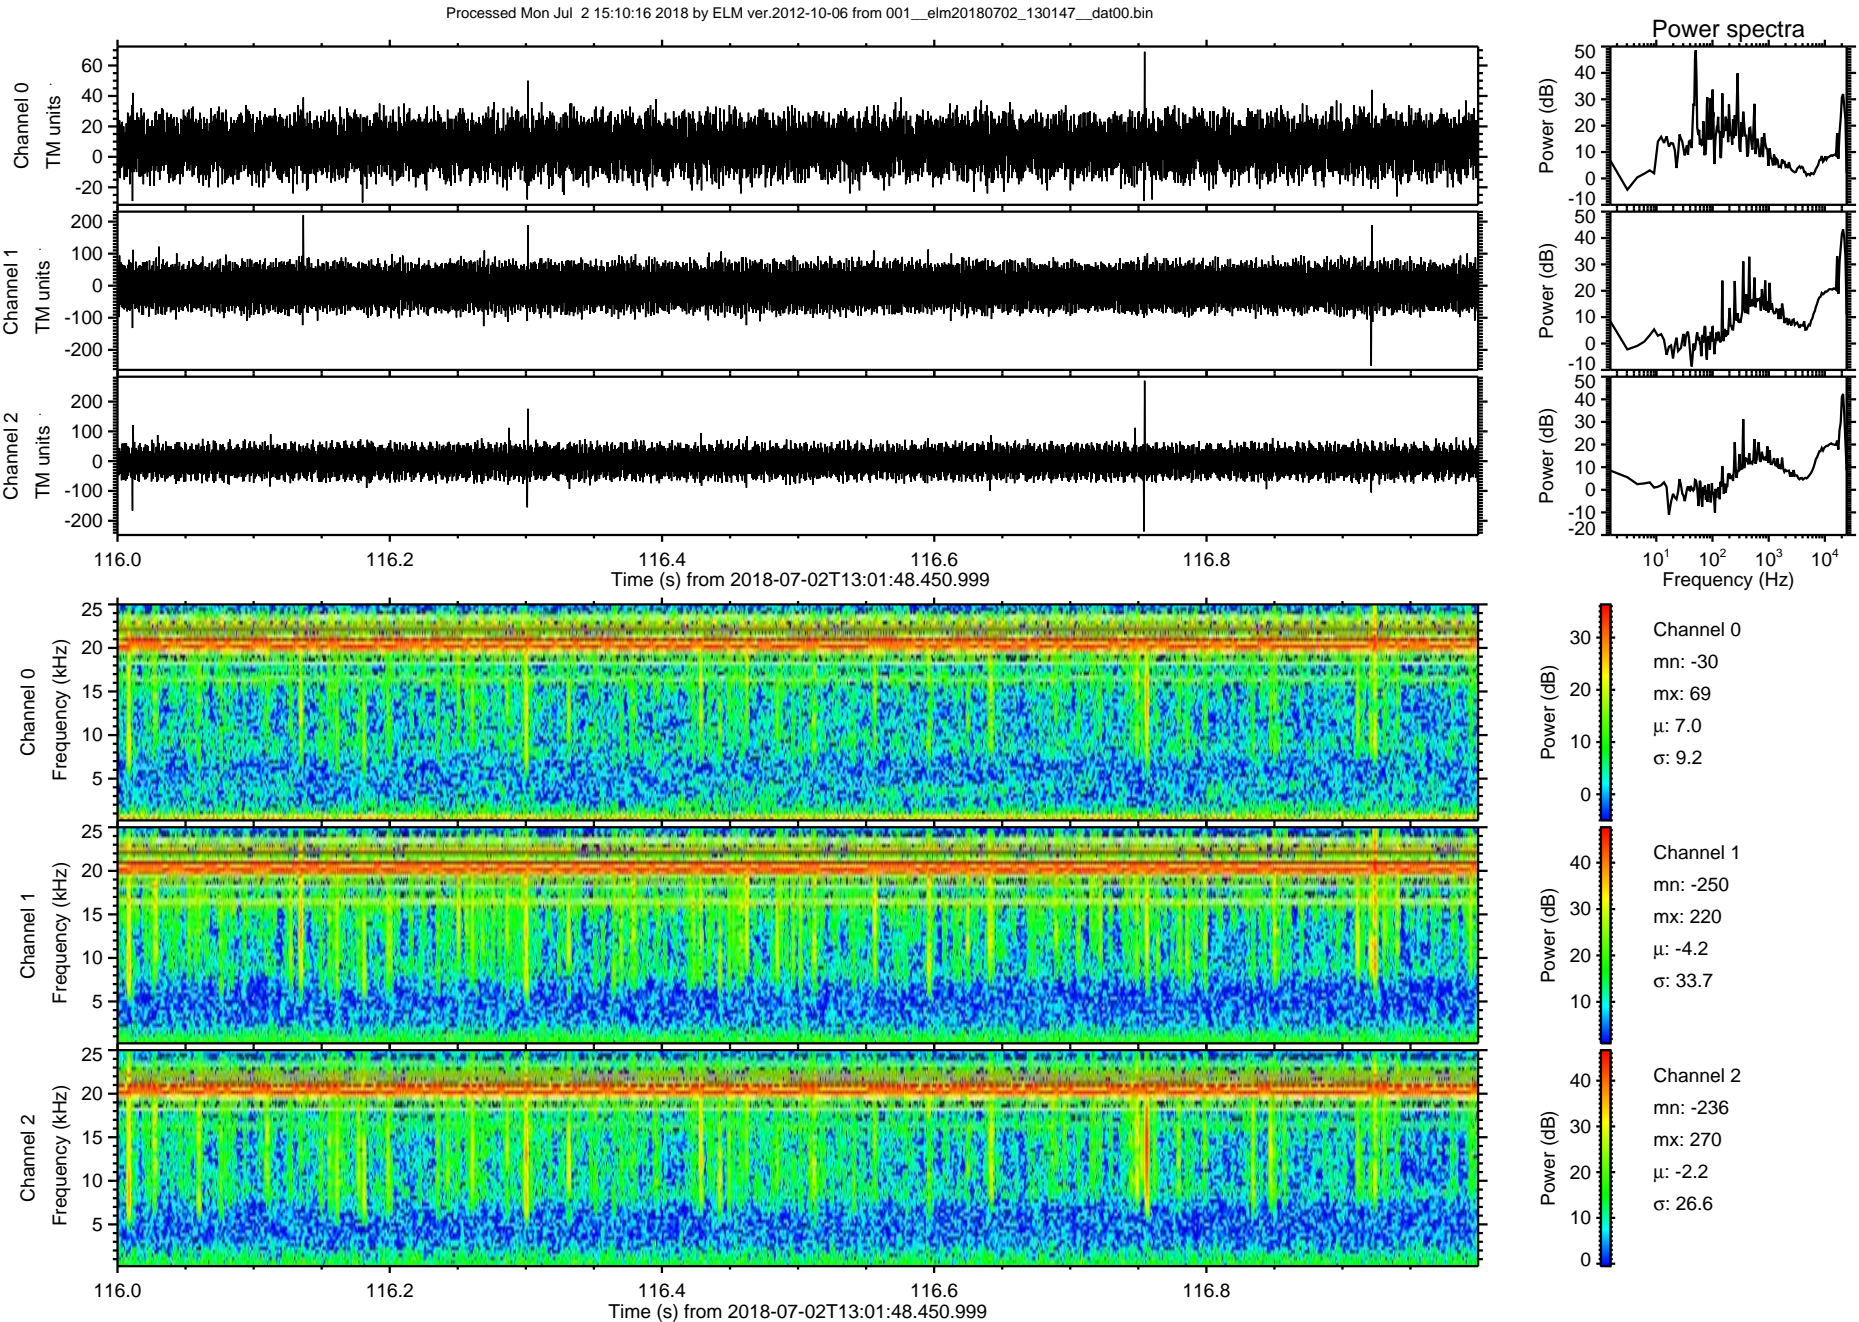 Processed Mon Jul  2 15:10:16 2018 by ELM ver.2012-10-06 from 001__elm20180702_130147__dat00.bin
Power spectra
Channel 0
TM units
60
40
20
0
-20
Power (dB)
50
40
30
20
10
0
-10
Channel 1
TM units
200
100
0
-100
-200
Power (dB)
50
40
30
20
10
0
-10
Channel 2
TM units
200
100
0
-100
-200
Power (dB)
50
40
30
20
10
0
-10
-20
116.0 116.2 116.4 116.6 116.8
Time (s) from 2018-07-02T13:01:48.450.999
10^1 10^2 10^3 10^4
Frequency (Hz)
Channel 0
Frequency (kHz)
25
20
15
10
5
Power (dB)
30
20
10
0
Channel 0
mn: -30
mx: 69
μ: 7.0
σ: 9.2
Channel 1
Frequency (kHz)
25
20
15
10
5
Power (dB)
40
30
20
10
Channel 1
mn: -250
mx: 220
μ: -4.2
σ: 33.7
Channel 2
Frequency (kHz)
25
20
15
10
5
Power (dB)
40
30
20
10
0
Channel 2
mn: -236
mx: 270
μ: -2.2
σ: 26.6
116.0 116.2 116.4 116.6 116.8
Time (s) from 2018-07-02T13:01:48.450.999